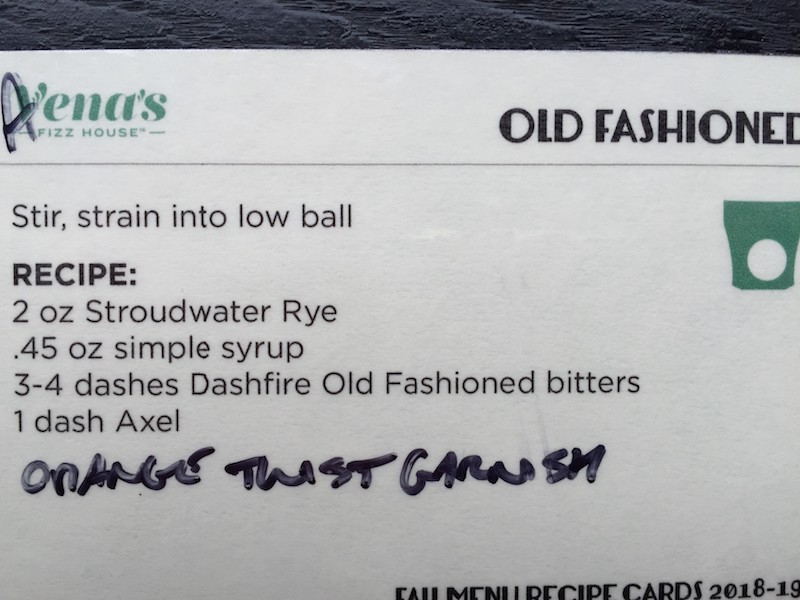 Vena's
FIZZ HOUSE™
OLD FASHIONED
Stir, strain into low ball
RECIPE:
2 oz Stroudwater Rye
.45 oz simple syrup
3-4 dashes Dashfire Old Fashioned bitters
1 dash Axel
ORANGE TWIST GARNISH
FALL MENU RECIPE CARDS 2018-19